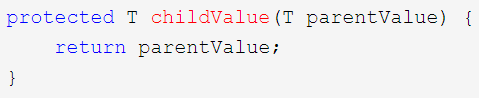 protected T childValue(T parentValue) {
    return parentValue;
}